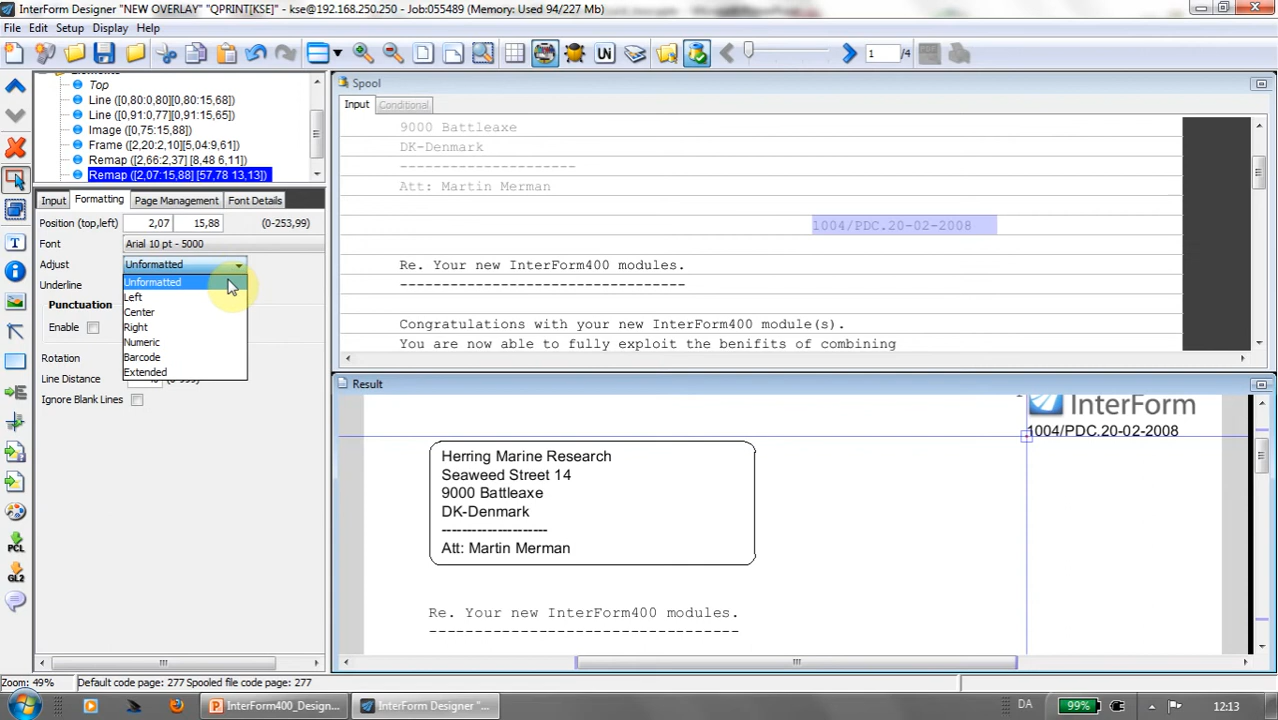 InterForm Designer "NEW OVERLAY" "QPRINT[KSE]" - kse@192.168.250.250 - Job:055489 (Memory: Used 94/227 Mb)
File Edit Setup Display Help
1 /4
Elements
Top
Line ([0,80:0,80][0,80:15,68])
Line ([0,91:0,77][0,91:15,65])
Image ([0,75:15,88])
Frame ([2,20:2,10][5,04:9,61])
Remap ([2,66:2,37] [8,48 6,11])
Remap ([2,07:15,88] [57,78 13,13])
Input Formatting Page Management Font Details
Position (top,left) 2,07 15,88 (0-253,99)
Font Arial 10 pt - 5000
Adjust Unformatted
Underline
Unformatted
Left
Center
Right
Numeric
Barcode
Extended
Punctuation
Enable
Rotation
Line Distance
Ignore Blank Lines
Spool
Input Conditional
9000 Battleaxe
DK-Denmark
--------------------
Att: Martin Merman
1004/PDC.20-02-2008
Re. Your new InterForm400 modules.
---------------------------------
Congratulations with your new InterForm400 module(s).
You are now able to fully exploit the benifits of combining
Result
InterForm
1004/PDC.20-02-2008
Herring Marine Research
Seaweed Street 14
9000 Battleaxe
DK-Denmark
--------------------
Att: Martin Merman
Re. Your new InterForm400 modules.
---------------------------------
Zoom: 49% Default code page: 277 Spooled file code page: 277
PCL
GL2
InterForm400_Design...
InterForm Designer "...
DA 99% 12:13